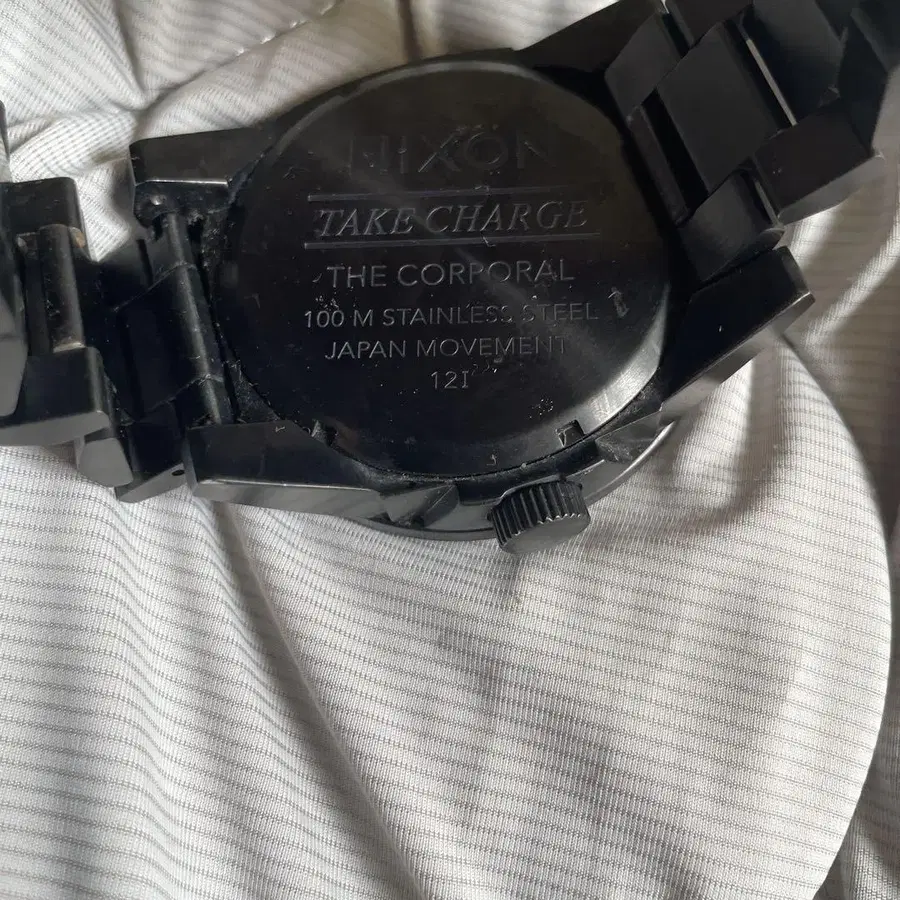 NIXON
TAKE CHARGE
THE CORPORAL
100 M STAINLESS STEEL
JAPAN MOVEMENT
12I